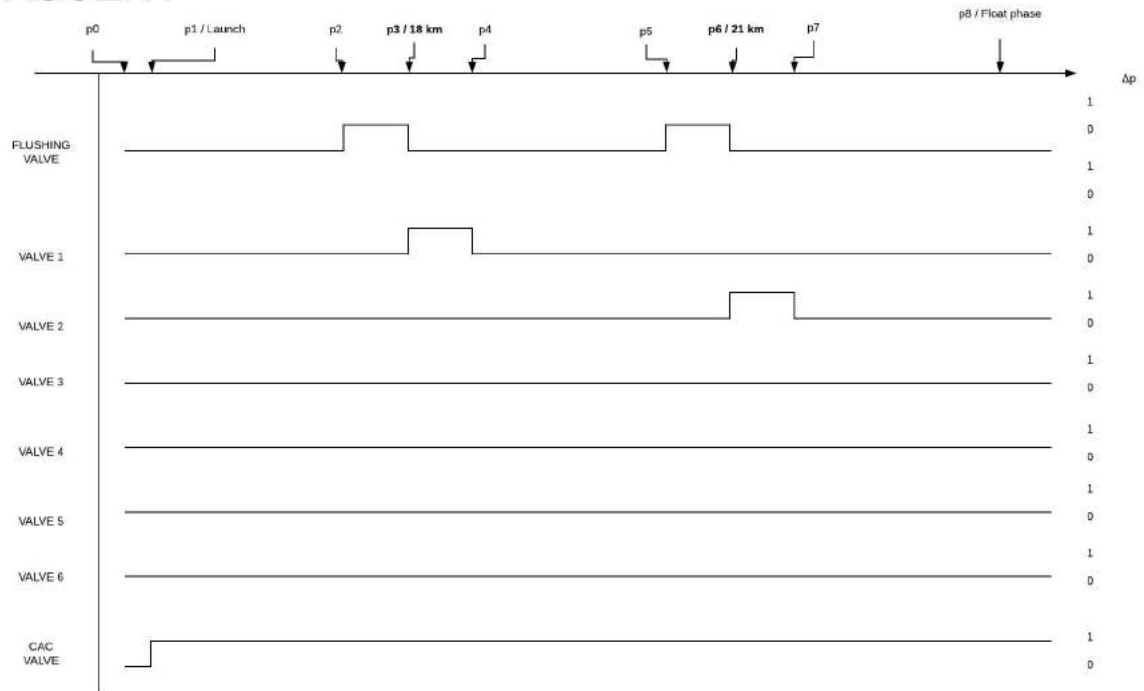 p0
p1 / Launch
p2
p3 / 18 km
p4
p5
p6 / 21 km
p7
p8 / Float phase
Δp
1
0
FLUSHING
VALVE
1
0
1
VALVE 1
0
1
VALVE 2
0
1
VALVE 3
0
1
VALVE 4
0
1
VALVE 5
0
1
VALVE 6
0
1
CAC
VALVE
0